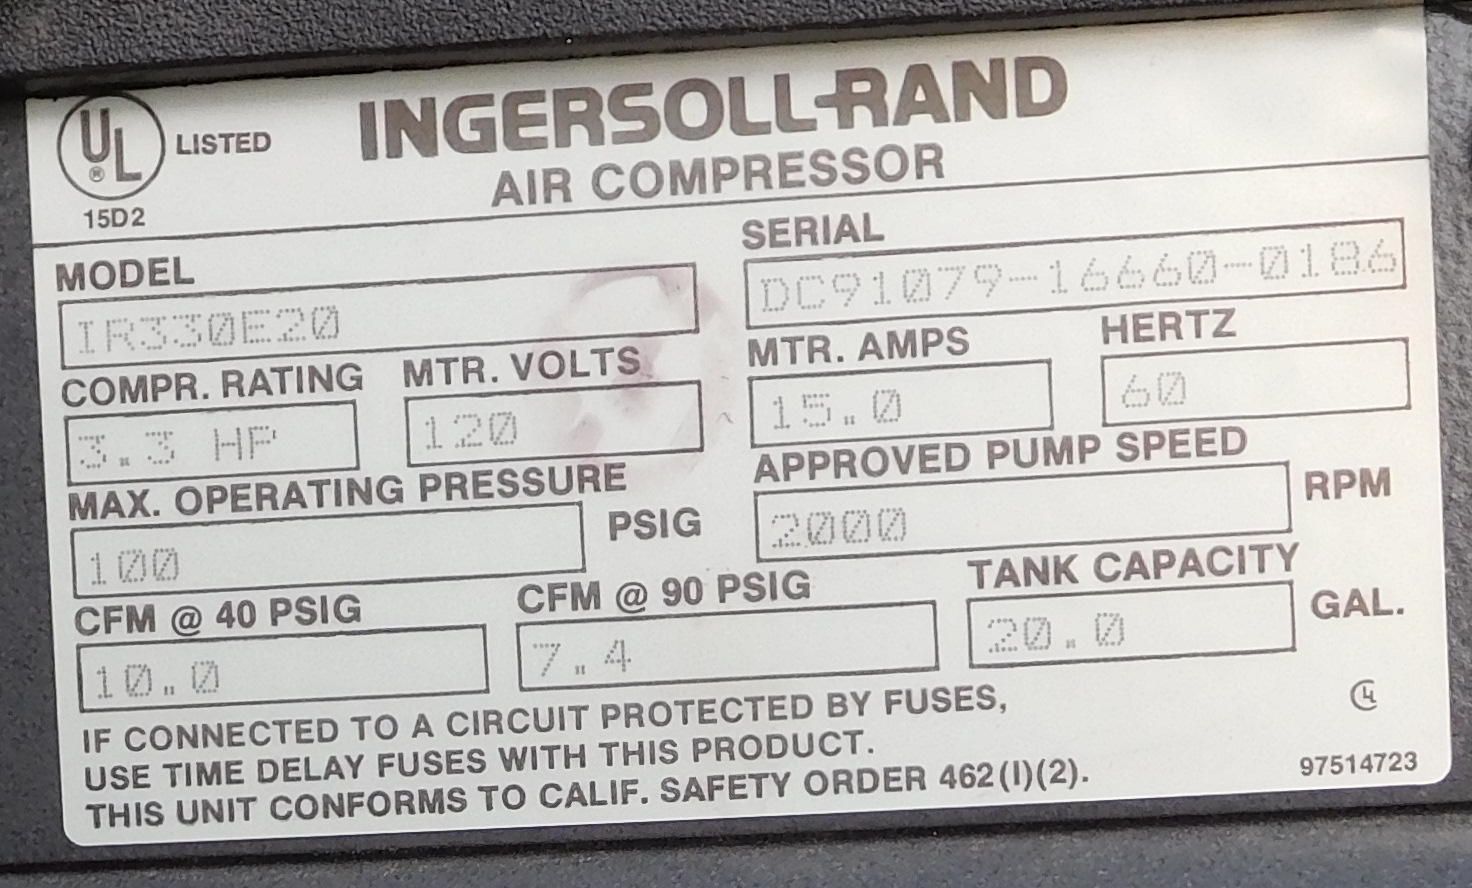 UL® LISTED
15D2
INGERSOLL-RAND
AIR COMPRESSOR
MODEL
IR330E20
SERIAL
DC91079-16660-0186
COMPR. RATING
3.3 HP
MTR. VOLTS
120
MTR. AMPS
15.0
HERTZ
60
MAX. OPERATING PRESSURE
100 PSIG
APPROVED PUMP SPEED
2000 RPM
CFM @ 40 PSIG
10.0
CFM @ 90 PSIG
7.4
TANK CAPACITY
20.0 GAL.
IF CONNECTED TO A CIRCUIT PROTECTED BY FUSES,
USE TIME DELAY FUSES WITH THIS PRODUCT.
THIS UNIT CONFORMS TO CALIF. SAFETY ORDER 462(I)(2).
97514723